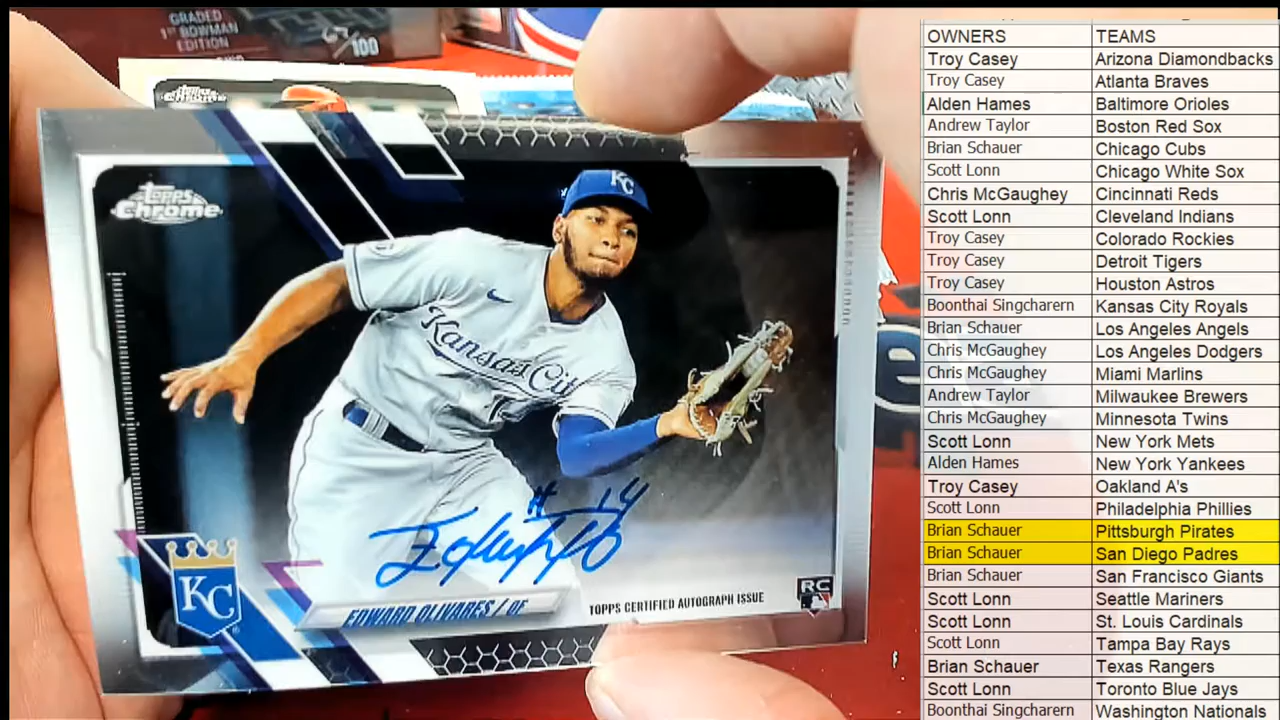 GRADED
1ST BOWMAN
EDITION
/100
Topps
Chrome
Topps
Chrome
KC
Kansas City
# 14
KC
EDWARD OLIVARES / OF
TOPPS CERTIFIED AUTOGRAPH ISSUE
RC
e
OWNERS TEAMS
Troy Casey Arizona Diamondbacks
Troy Casey Atlanta Braves
Alden Hames Baltimore Orioles
Andrew Taylor Boston Red Sox
Brian Schauer Chicago Cubs
Scott Lonn Chicago White Sox
Chris McGaughey Cincinnati Reds
Scott Lonn Cleveland Indians
Troy Casey Colorado Rockies
Troy Casey Detroit Tigers
Troy Casey Houston Astros
Boonthai Singcharern Kansas City Royals
Brian Schauer Los Angeles Angels
Chris McGaughey Los Angeles Dodgers
Chris McGaughey Miami Marlins
Andrew Taylor Milwaukee Brewers
Chris McGaughey Minnesota Twins
Scott Lonn New York Mets
Alden Hames New York Yankees
Troy Casey Oakland A's
Scott Lonn Philadelphia Phillies
Brian Schauer Pittsburgh Pirates
Brian Schauer San Diego Padres
Brian Schauer San Francisco Giants
Scott Lonn Seattle Mariners
Scott Lonn St. Louis Cardinals
Scott Lonn Tampa Bay Rays
Brian Schauer Texas Rangers
Scott Lonn Toronto Blue Jays
Boonthai Singcharern Washington Nationals